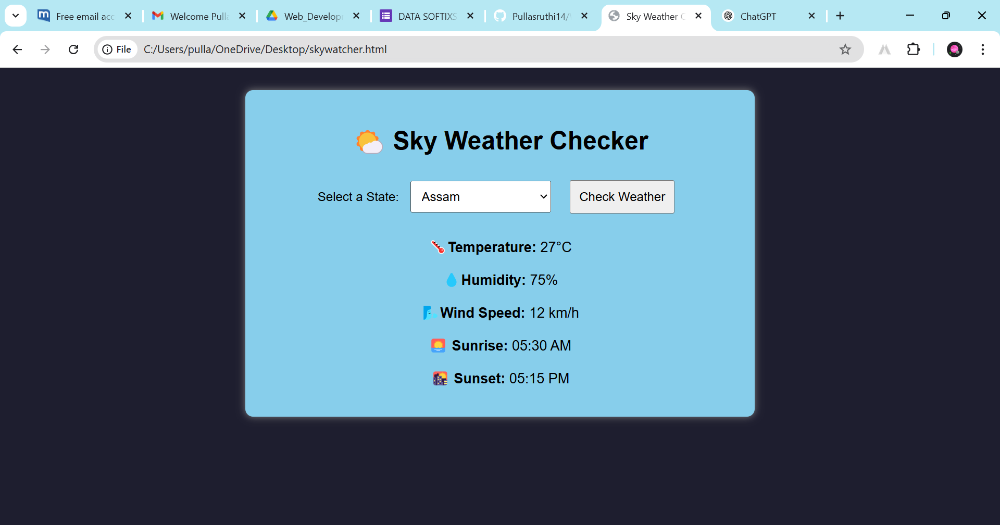 Free email acc
Welcome Pulla
Web_Develop
DATA SOFTIXS
Pullasruthi14/
Sky Weather C
ChatGPT
File
C:/Users/pulla/OneDrive/Desktop/skywatcher.html
Sky Weather Checker
Select a State: Assam Check Weather
Temperature: 27°C
Humidity: 75%
Wind Speed: 12 km/h
Sunrise: 05:30 AM
Sunset: 05:15 PM